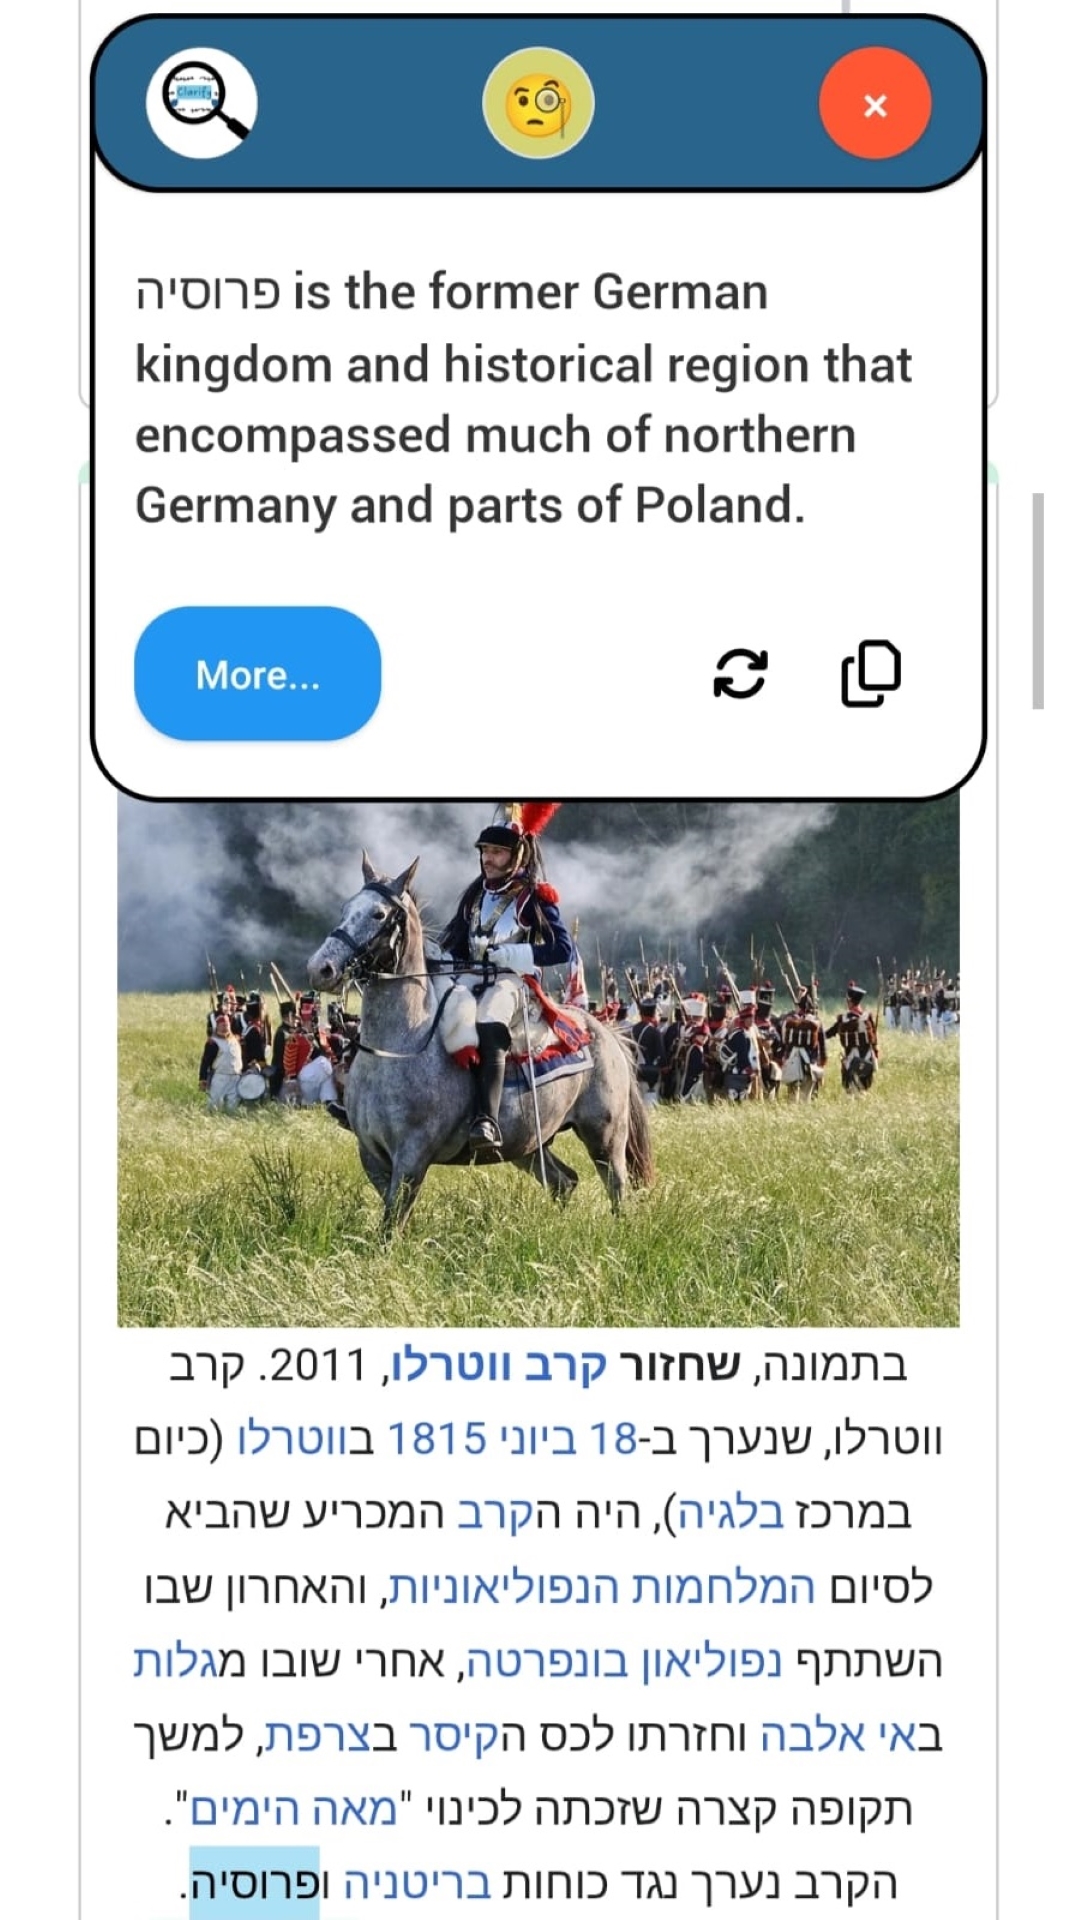 Clarify
פרוסיה is the former German
kingdom and historical region that
encompassed much of northern
Germany and parts of Poland.
More...
בתמונה, שחזור קרב ווטרלו, 2011. קרב
ווטרלו, שנערך ב-18 ביוני 1815 בווטרלו (כיום
במרכז בלגיה), היה הקרב המכריע שהביא
לסיום המלחמות הנפוליאוניות, והאחרון שבו
השתתף נפוליאון בונפרטה, אחרי שובו מגלות
באי אלבה וחזרתו לכס הקיסר בצרפת, למשך
תקופה קצרה שזכתה לכינוי "מאה הימים".
הקרב נערך נגד כוחות בריטניה ופרוסיה.